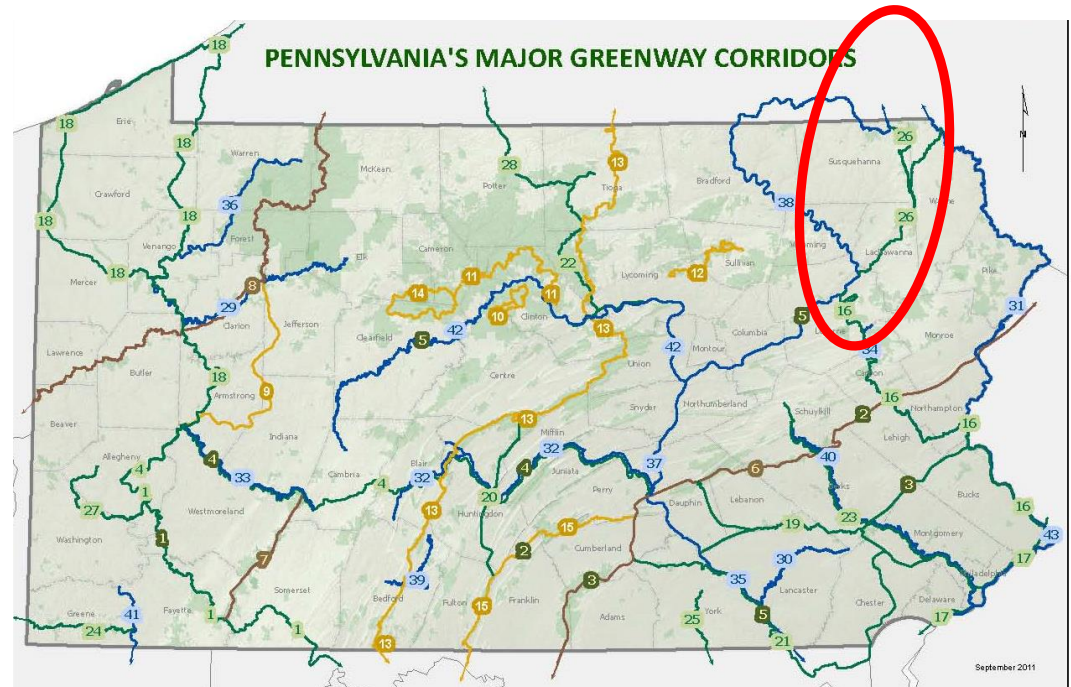 PENNSYLVANIA'S MAJOR GREENWAY CORRIDORS
18
Erie
18
18
Warren
McKean
Crawford
36
18
18
Venango
Forest
18
Mercer
8
29
Clarion
Elk
Jefferson
Lawrence
Butler
18
Armstrong
9
Beaver
Indiana
Allegheny
4
4
1
33
27
Westmoreland
Washington
1
7
Somerset
Greene
41
24
Fayette
1
1
28
Potter
13
Tioga
Cameron
11
14
11
10
Clinton
22
Lycoming
12
Sullivan
Bradford
38
Clearfield
5
42
13
Centre
Union
42
Montour
Columbia
5
Snyder
Northumberland
13
Mifflin
32
4
Juniata
Cambria
4
Blair
32
20
Huntingdon
Perry
37
13
15
2
Cumberland
39
Bedford
Fulton
15
Franklin
3
Adams
13
26
Susquehanna
Wayne
26
Lackawanna
Pike
31
16
Monroe
Carbon
16
2
Northampton
Schuylkill
Lehigh
16
40
6
Dauphin
Lebanon
3
Bucks
19
23
Montgomery
16
43
30
17
Philadelphia
35
Lancaster
5
Chester
Delaware
17
York
25
21
N
September 2011